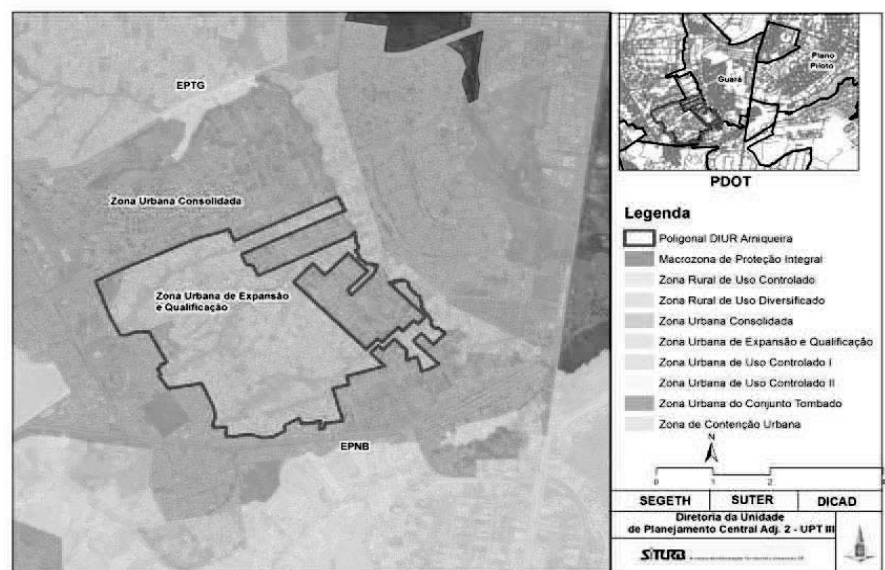 EPTG
Zona Urbana Consolidada
Zona Urbana de Expansão
e Qualificação
EPNB
Guará
Plano
Piloto
PDOT
Legenda
Poligonal DIUR Arniqueira
Macrozona de Proteção Integral
Zona Rural de Uso Controlado
Zona Rural de Uso Diversificado
Zona Urbana Consolidada
Zona Urbana de Expansão e Qualificação
Zona Urbana de Uso Controlado I
Zona Urbana de Uso Controlado II
Zona Urbana do Conjunto Tombado
Zona de Contenção Urbana
N
0 1 2 4
SEGETH SUTER DICAD
Diretoria da Unidade
de Planejamento Central Adj. 2 - UPT III
SITURB